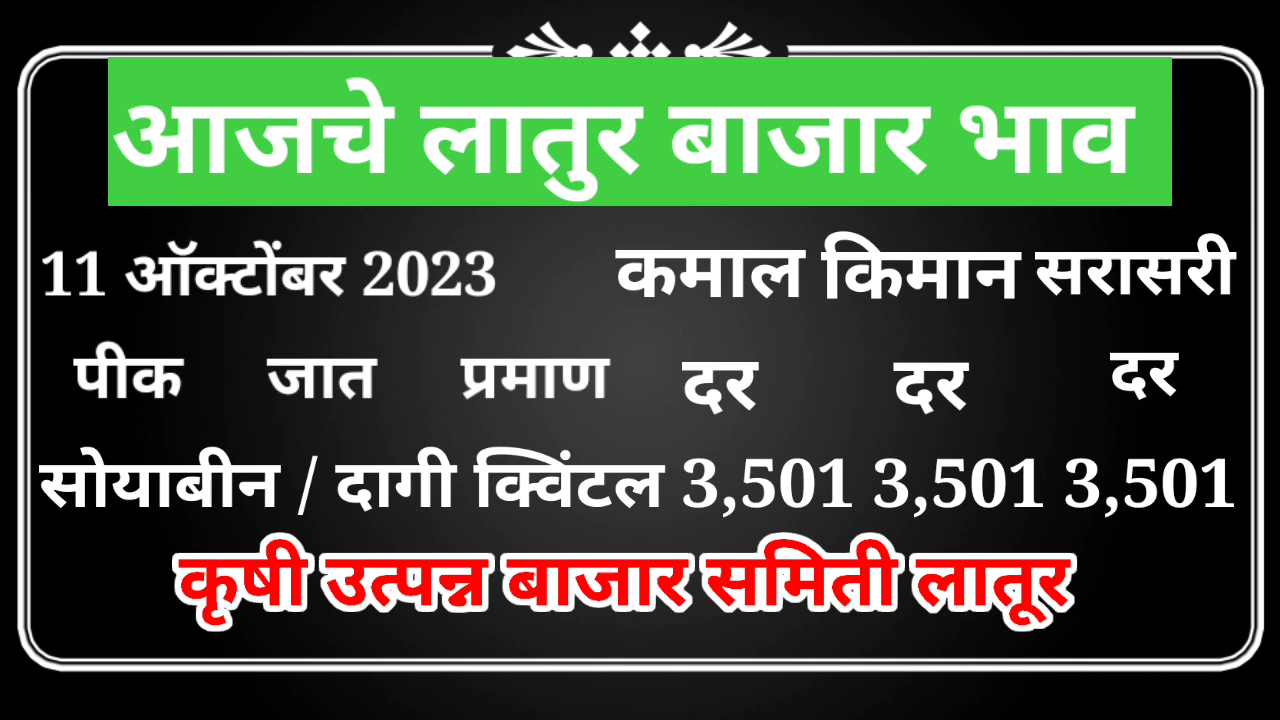 आजचे लातुर बाजार भाव
11 ऑक्टोंबर 2023 कमाल किमान सरासरी
पीक जात प्रमाण दर दर दर
सोयाबीन / दागी क्विंटल 3,501 3,501 3,501
कृषी उत्पन्न बाजार समिती लातूर